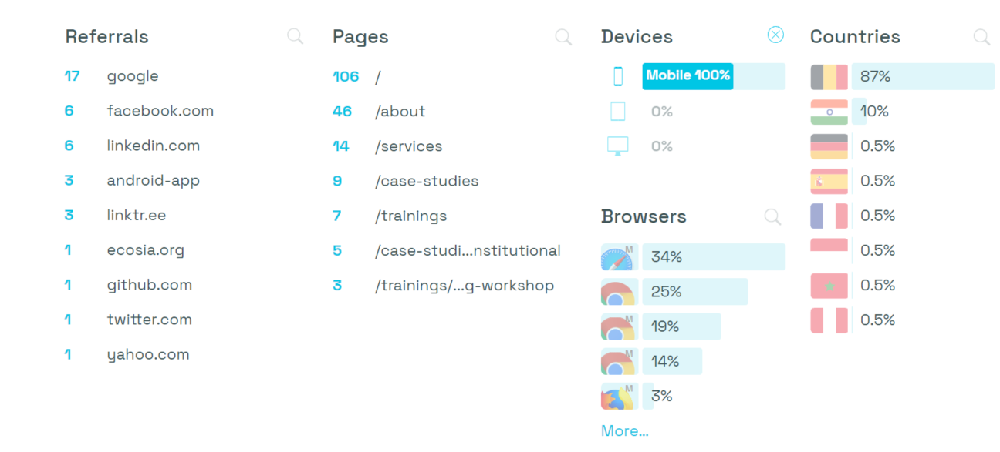 Referrals
17 google
6 facebook.com
6 linkedin.com
3 android-app
3 linktr.ee
1 ecosia.org
1 github.com
1 twitter.com
1 yahoo.com
Pages
106 /
46 /about
14 /services
9 /case-studies
7 /trainings
5 /case-studi...nstitutional
3 /trainings/...g-workshop
Devices
Mobile 100%
0%
0%
Browsers
M 34%
25%
M 19%
M 14%
M 3%
More...
Countries
87%
10%
0.5%
0.5%
0.5%
0.5%
0.5%
0.5%